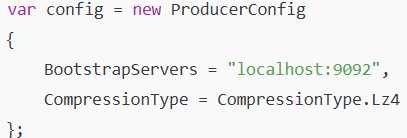 var config = new ProducerConfig
{
    BootstrapServers = "localhost:9092",
    CompressionType = CompressionType.Lz4
};